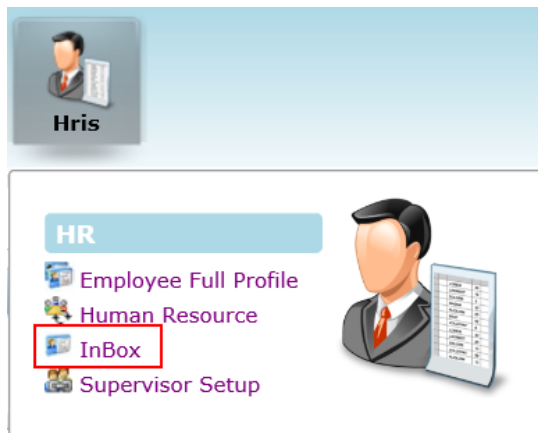 Hris
HR
Employee Full Profile
Human Resource
InBox
Supervisor Setup